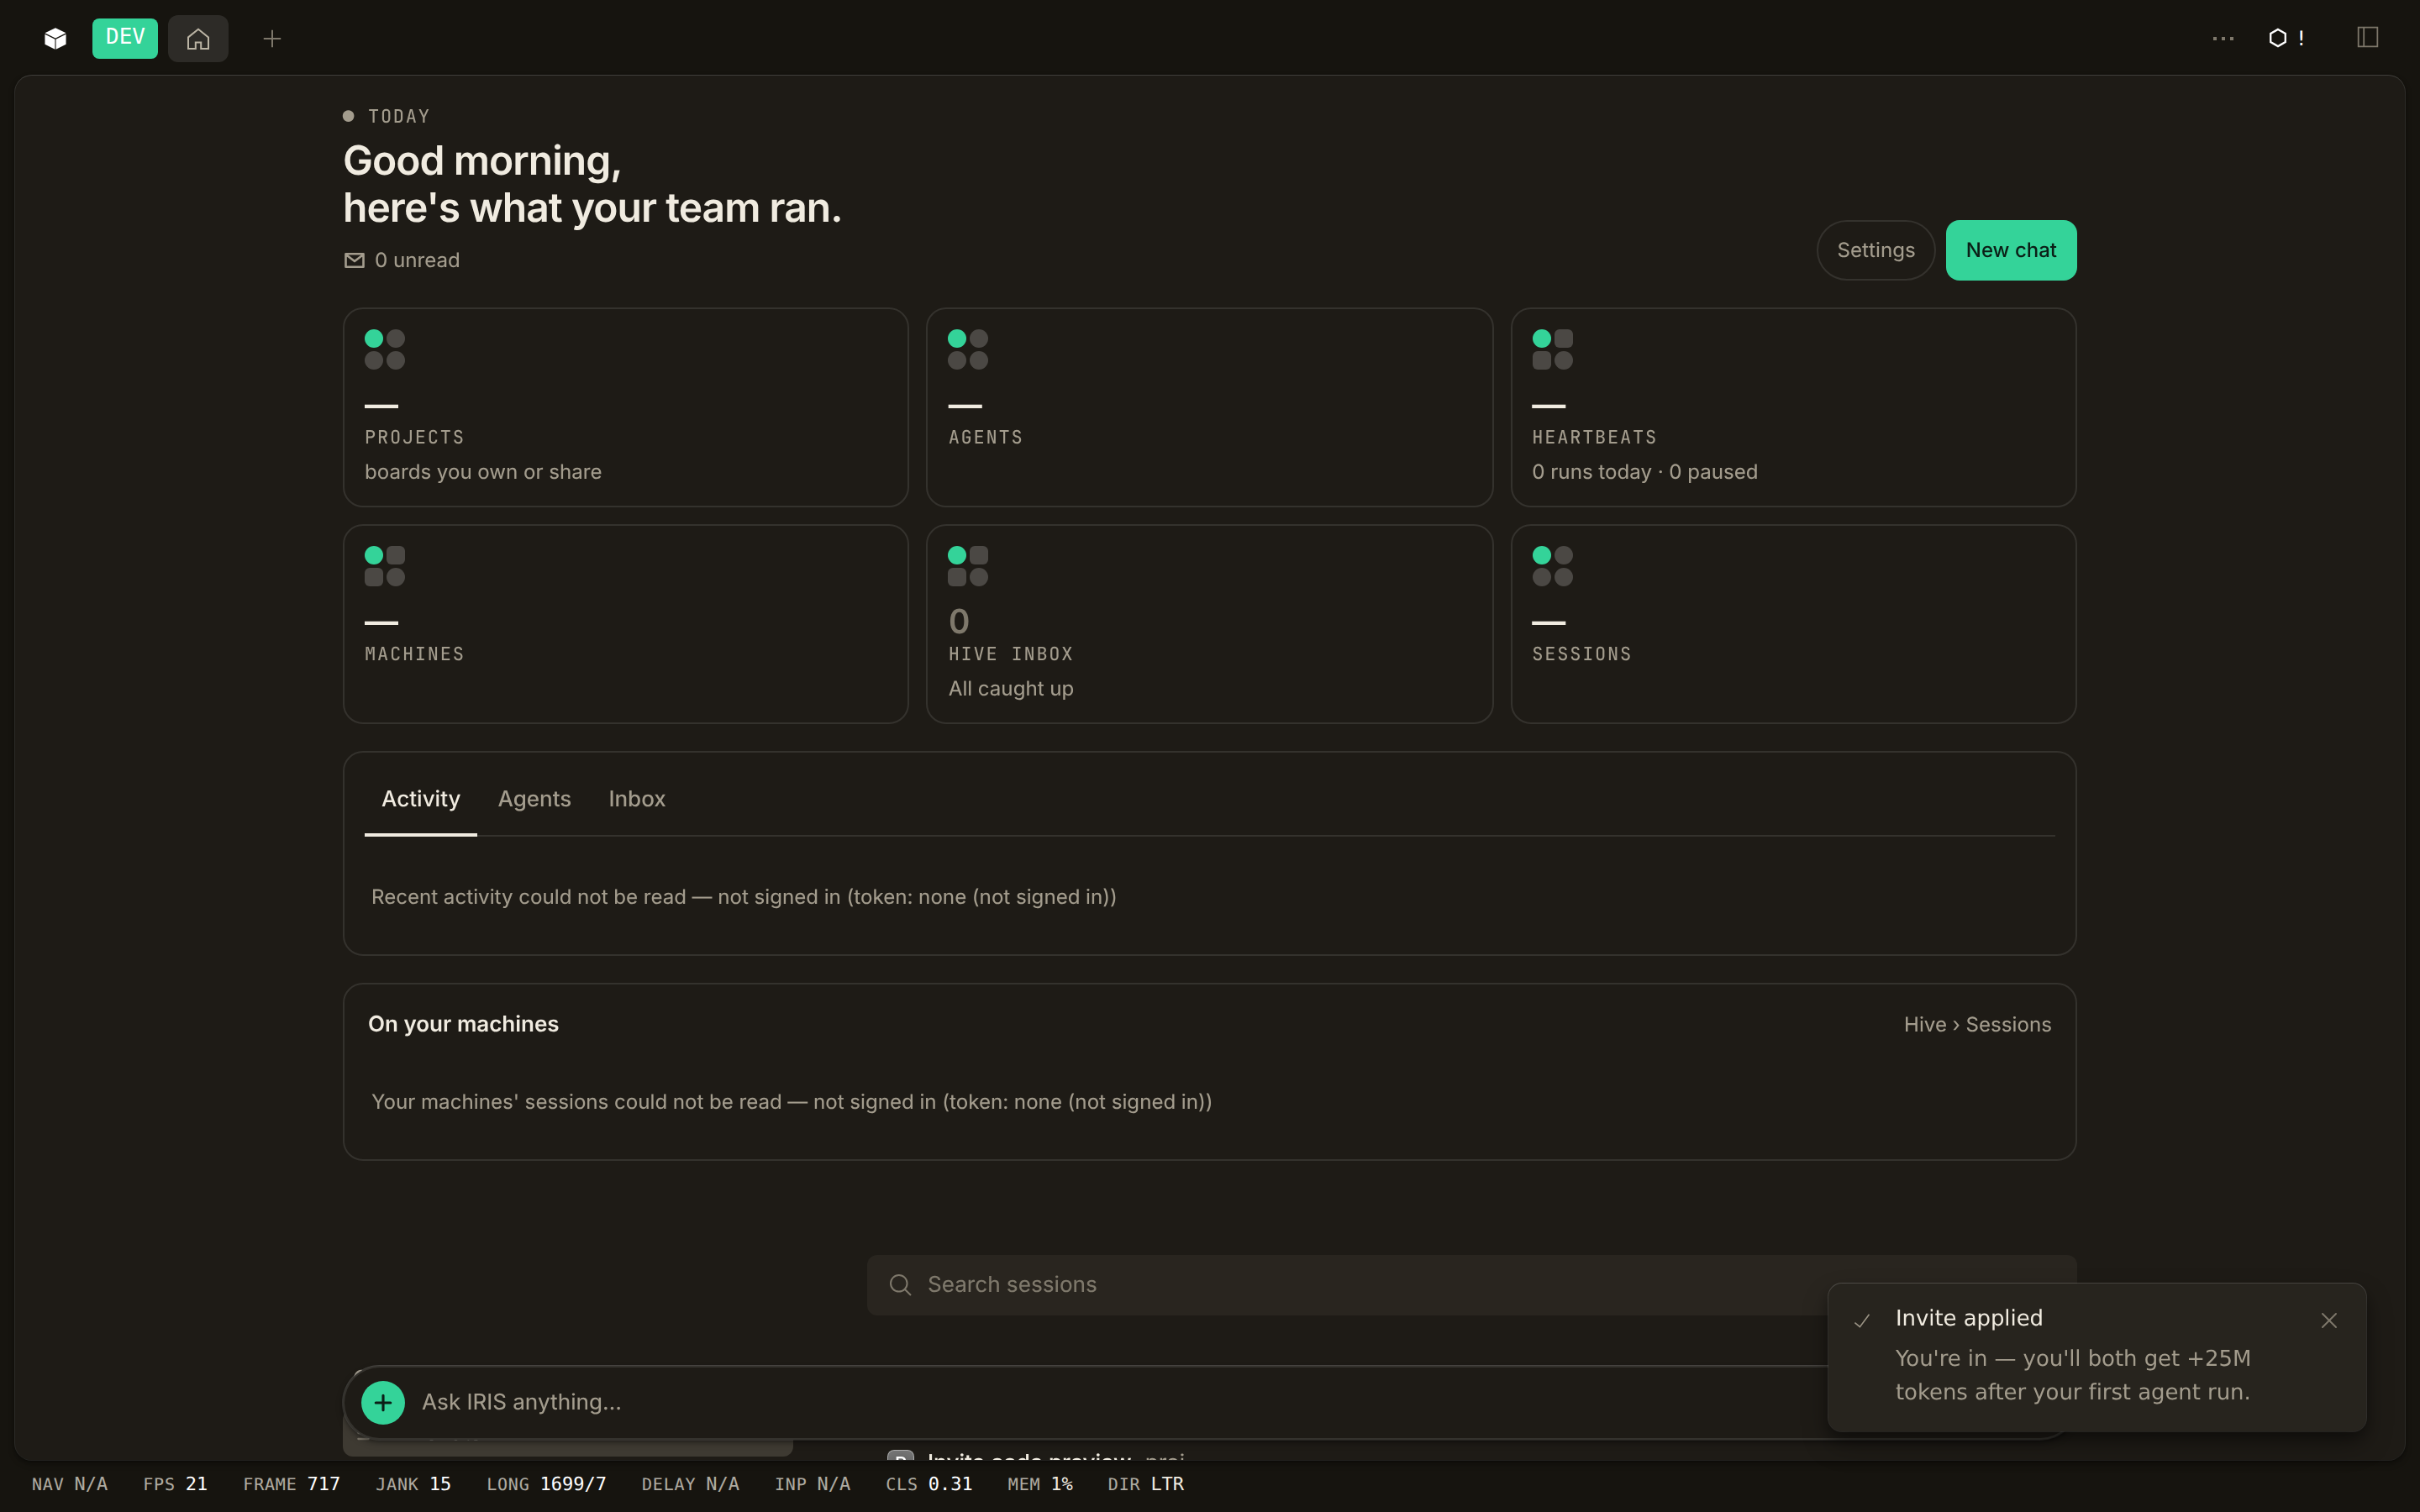 DEV
!
TODAY
Good morning,
here's what your team ran.
0 unread
Settings
New chat
—
PROJECTS
boards you own or share
—
AGENTS
—
HEARTBEATS
0 runs today · 0 paused
—
MACHINES
0
HIVE INBOX
All caught up
—
SESSIONS
Activity
Agents
Inbox
Recent activity could not be read — not signed in (token: none (not signed in))
On your machines
Hive › Sessions
Your machines' sessions could not be read — not signed in (token: none (not signed in))
Search sessions
Invite applied
You're in — you'll both get +25M
tokens after your first agent run.
Ask IRIS anything...
Invite code preview
NAV N/A FPS 21 FRAME 717 JANK 15 LONG 1699/7 DELAY N/A INP N/A CLS 0.31 MEM 1% DIR LTR